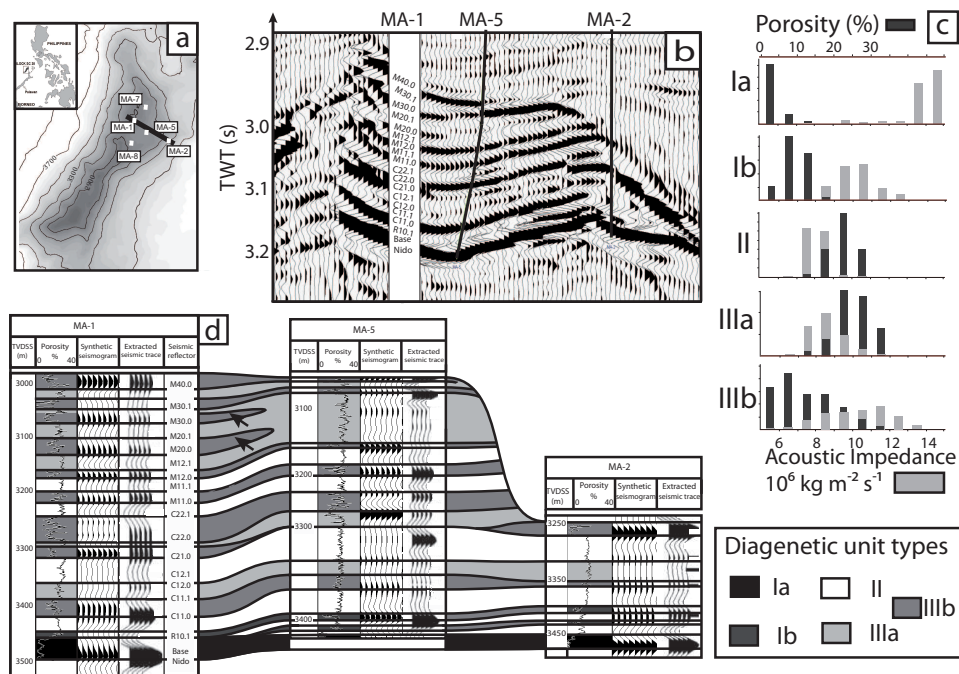 a
PHILIPPINES
BORNEO
MA-7
MA-1
MA-5
MA-8
MA-2
3700
MA-1 MA-5 MA-2
b
TWT (s)
2.9
3.0
3.1
3.2
M40.0
M30.1
M30.0
M20.1
M20.0
M12.1
M12.0
M11.1
M11.0
C22.1
C22.0
C21.0
C12.1
C12.0
C11.1
C11.0
R10.1
Base
Nido
Porosity (%)
c
0 10 20 30
Ia
Ib
II
IIIa
IIIb
6 8 10 12 14
Acoustic Impedance
10⁶ kg m⁻² s⁻¹
d
MA-1
TVDSS (m)
Porosity %
0 40
Synthetic seismogram
Extracted seismic trace
Seismic reflector
3000
3100
3200
3300
3400
3500
M40.0
M30.1
M30.0
M20.1
M20.0
M12.1
M12.0
M11.1
M11.0
C22.1
C22.0
C21.0
C12.1
C12.0
C11.1
C11.0
R10.1
Base
Nido
MA-5
TVDSS (m)
Porosity %
0 40
Synthetic seismogram
Extracted seismic trace
3100
3200
3300
3400
MA-2
TVDSS (m)
Porosity %
0 40
Synthetic seismogram
Extracted seismic trace
3250
3350
3450
Diagenetic unit types
Ia
II
IIIb
Ib
IIIa